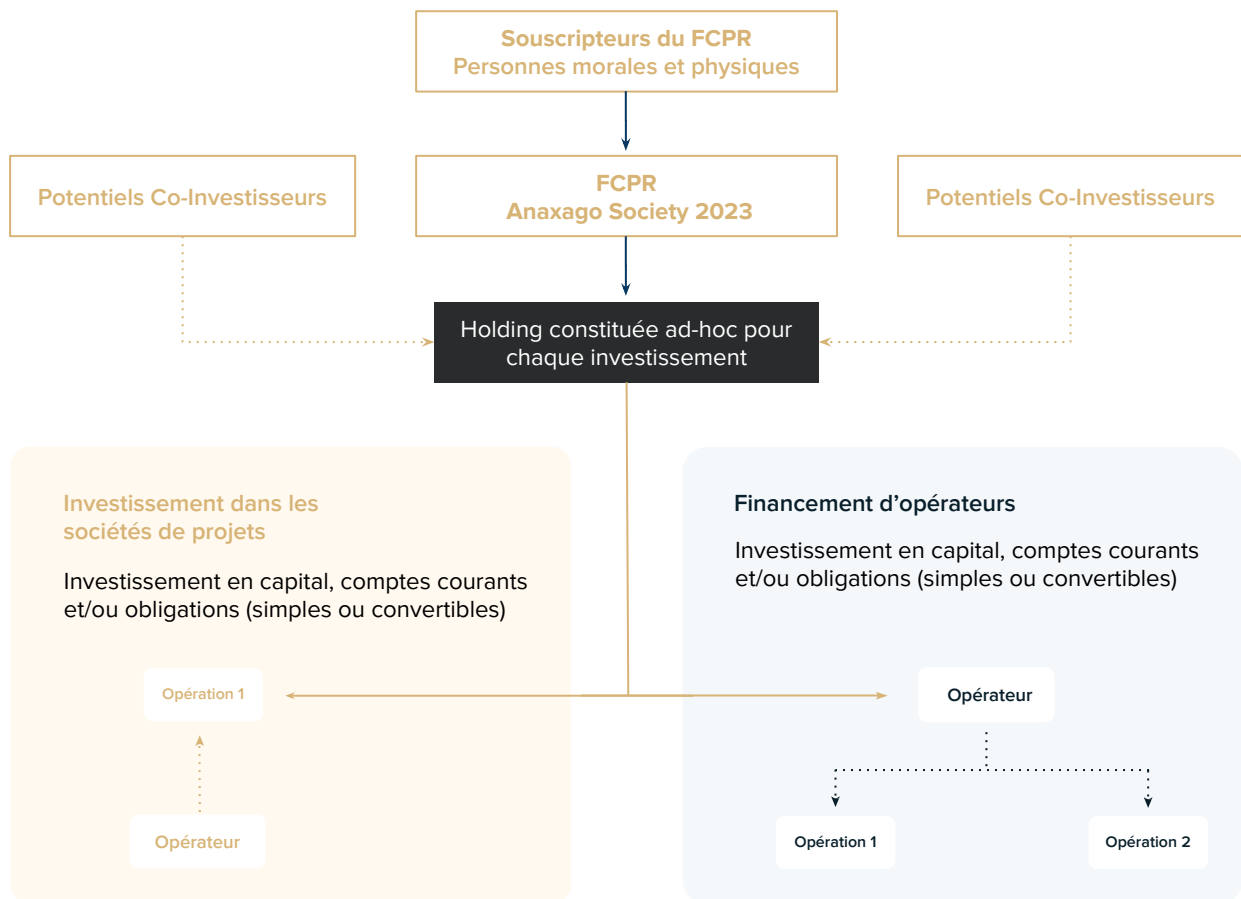 Souscripteurs du FCPR
Personnes morales et physiques
Potentiels Co-Investisseurs
FCPR
Anaxago Society 2023
Potentiels Co-Investisseurs
Holding constituée ad-hoc pour
chaque investissement
Investissement dans les
sociétés de projets
Investissement en capital, comptes courants
et/ou obligations (simples ou convertibles)
Opération 1
Opérateur
Financement d’opérateurs
Investissement en capital, comptes courants
et/ou obligations (simples ou convertibles)
Opérateur
Opération 1
Opération 2